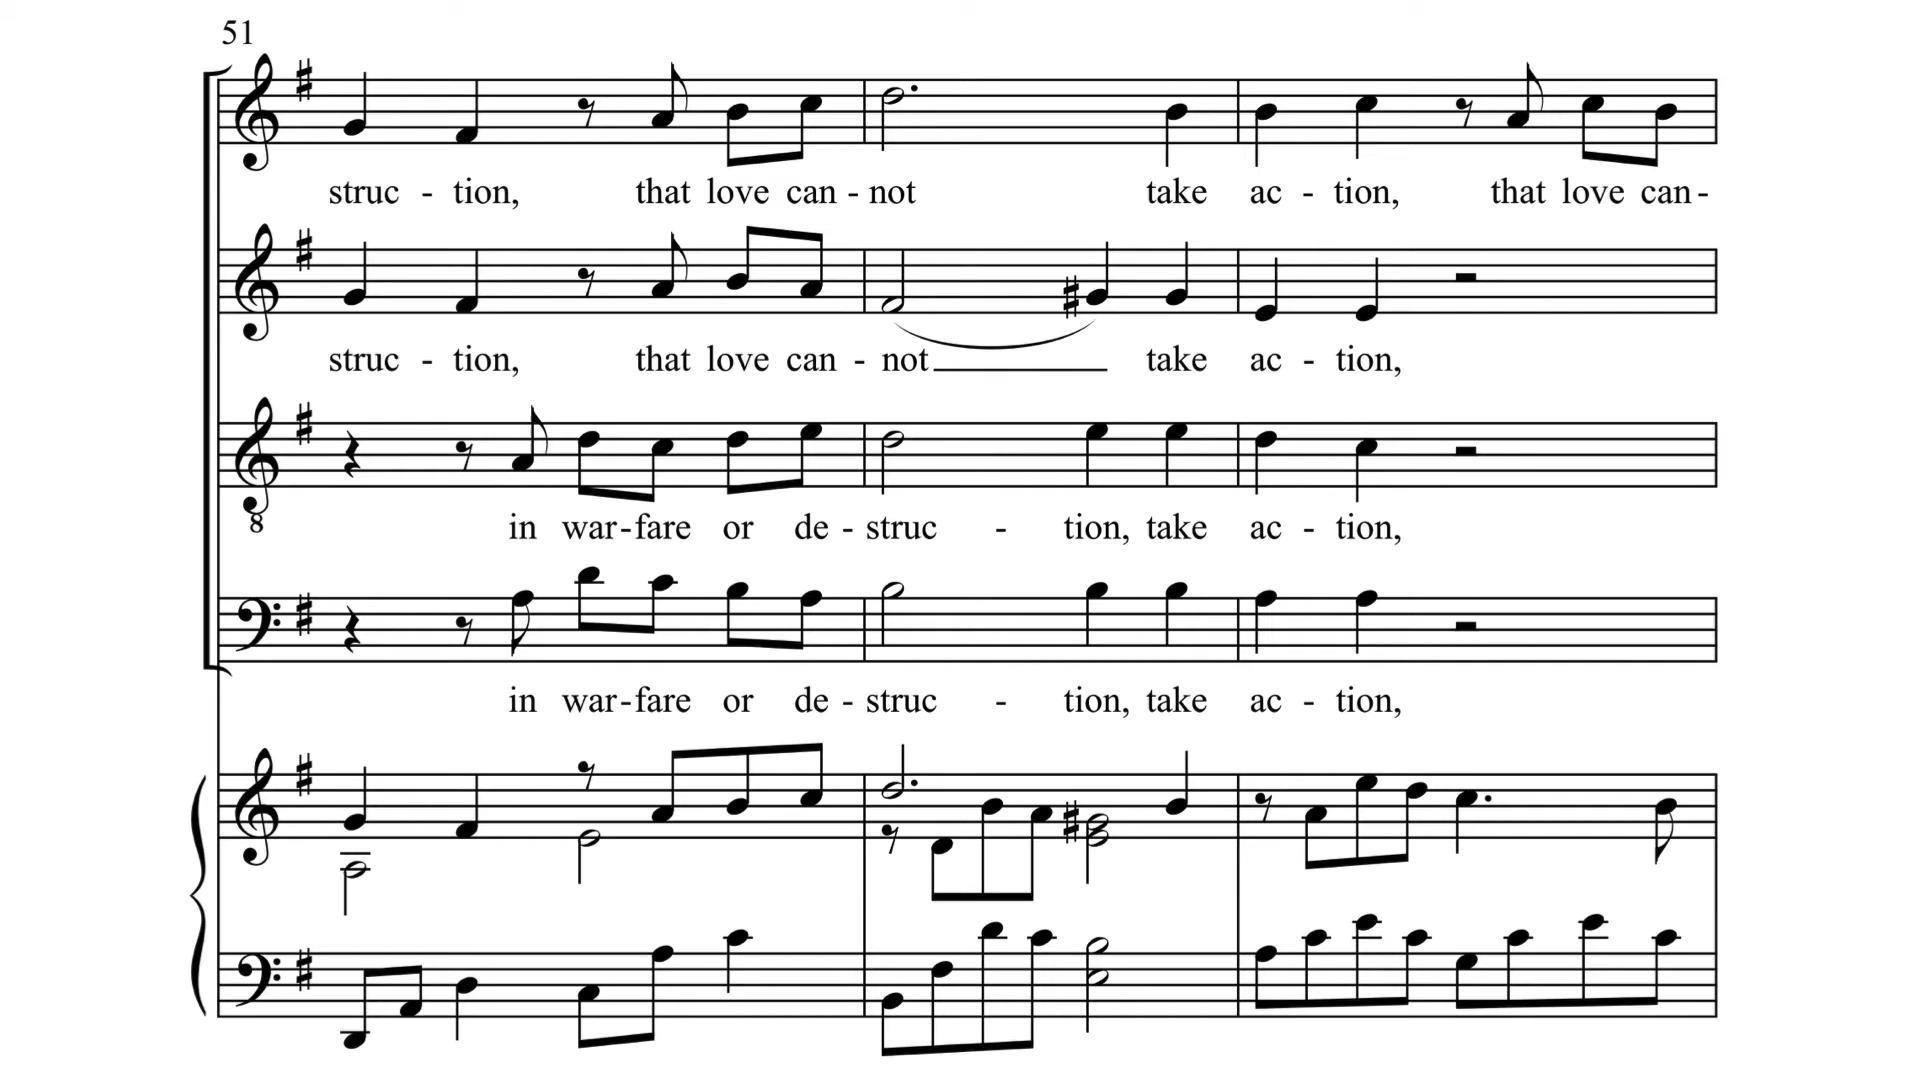 51
struc - tion, that love can - not take ac - tion, that love can -
struc - tion, that love can - not take ac - tion,
8
in war - fare or de - struc - tion, take ac - tion,
in war - fare or de - struc - tion, take ac - tion,